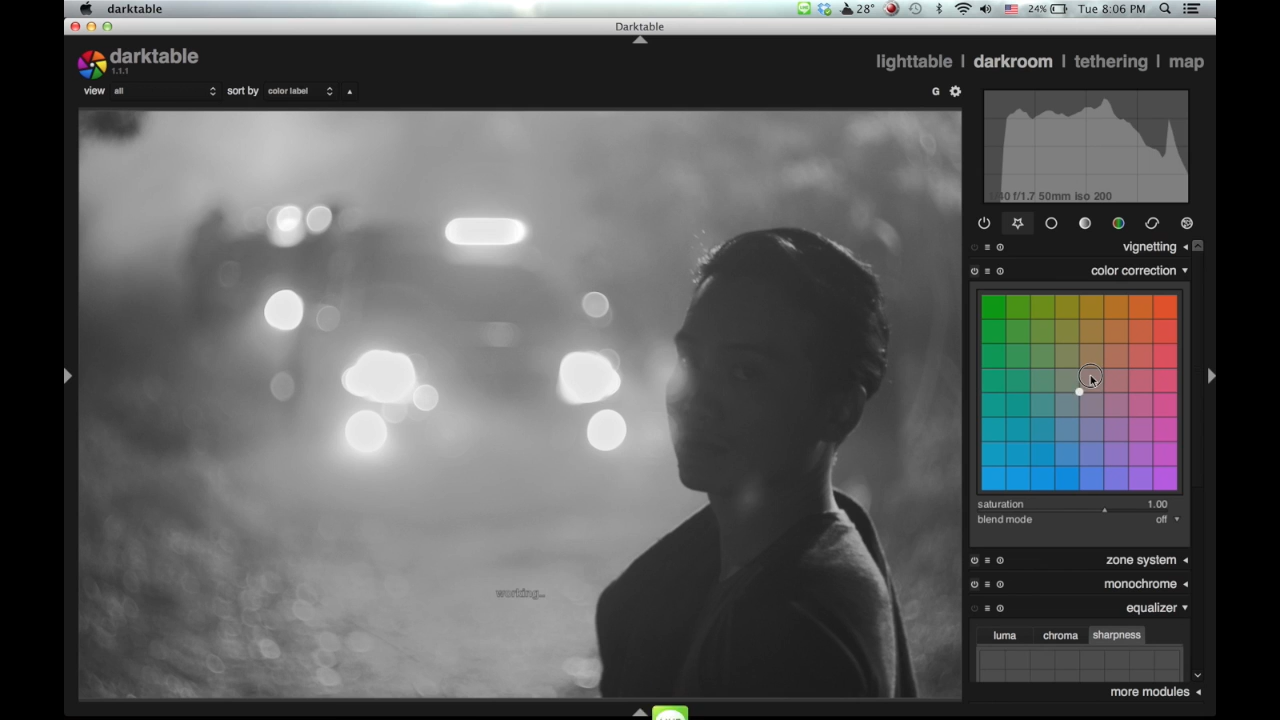 darktable
28°
24%
Tue 8:06 PM
Darktable
darktable
1.1.1
lighttable | darkroom | tethering | map
view all sort by color label
G
f/1.7 50mm iso 200
vignetting
color correction
saturation 1.00
blend mode off
zone system
monochrome
equalizer
luma chroma sharpness
working...
more modules